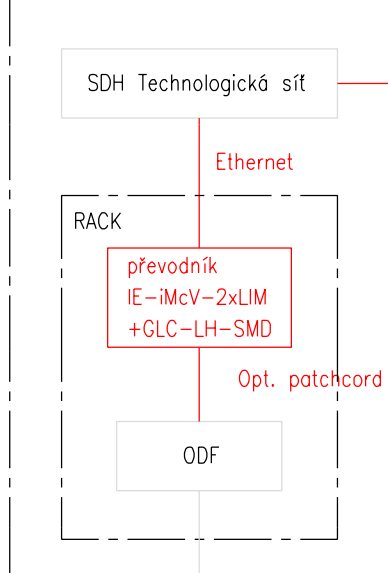 SDH Technologická síť
Ethernet
RACK
převodník
IE-iMcV-2xLIM
+GLC-LH-SMD
Opt. patchcord
ODF